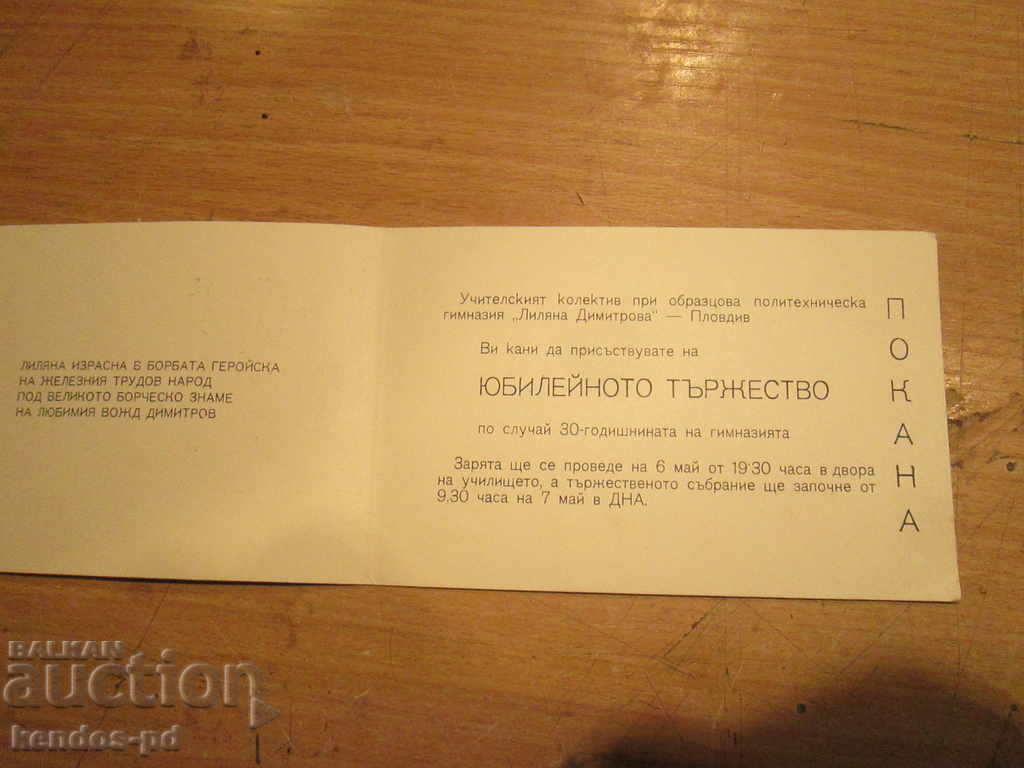 ЛИЛЯНА ИЗРАСНА В БОРБАТА ГЕРОЙСКА
НА ЖЕЛЕЗНИЯ ТРУДОВ НАРОД
ПОД ВЕЛИКОТО БОРЧЕСКО ЗНАМЕ
НА ЛЮБИМИЯ ВОЖД ДИМИТРОВ
Учителският колектив при образцова политехническа
гимназия „Лиляна Димитрова“ — Пловдив
Ви кани да присъствувате на
ЮБИЛЕЙНОТО ТЪРЖЕСТВО
по случай 30-годишнината на гимназията
Зарята ще се проведе на 6 май от 19·30 часа в двора
на училището, а тържественото събрание ще започне от
9,30 часа на 7 май в ДНА.
ПОКАНА
BALKAN
auction
kendos-pd